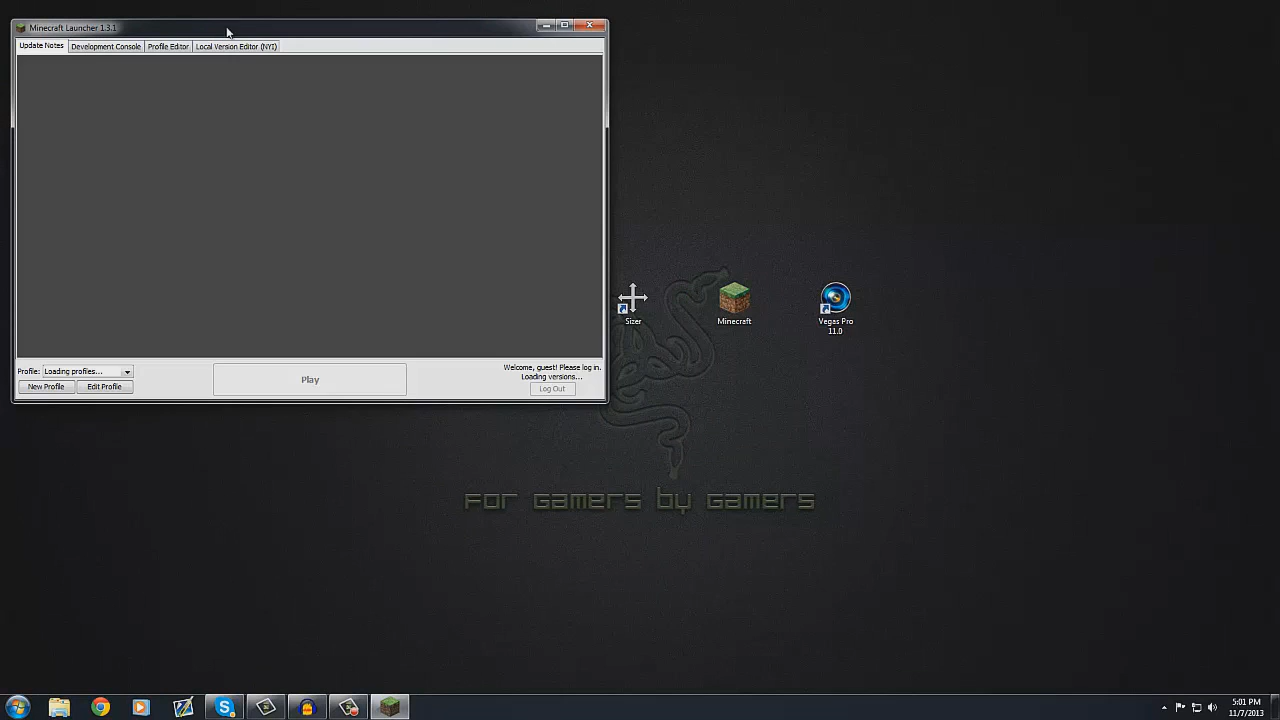 Minecraft Launcher 1.3.1
Update Notes Development Console Profile Editor Local Version Editor (NYI)
Sizer
Minecraft
Vegas Pro
11.0
Profile: Loading profiles...
New Profile Edit Profile
Play
Welcome, guest! Please log in.
Loading versions...
Log Out
FOR GAMERS BY GAMERS
5:01 PM
11/7/2013